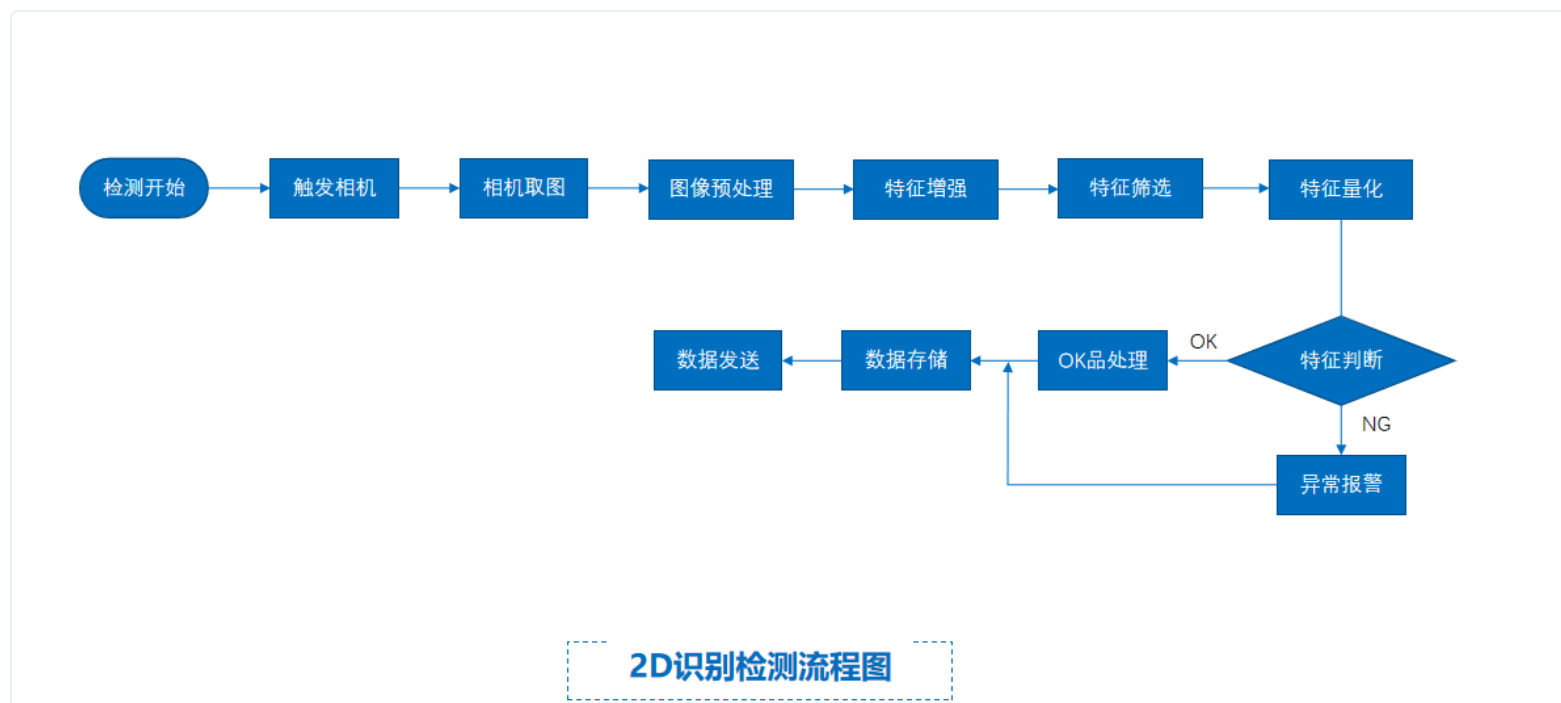 检测开始
触发相机
相机取图
图像预处理
特征增强
特征筛选
特征量化
特征判断
OK
OK品处理
数据存储
数据发送
NG
异常报警
2D识别检测流程图